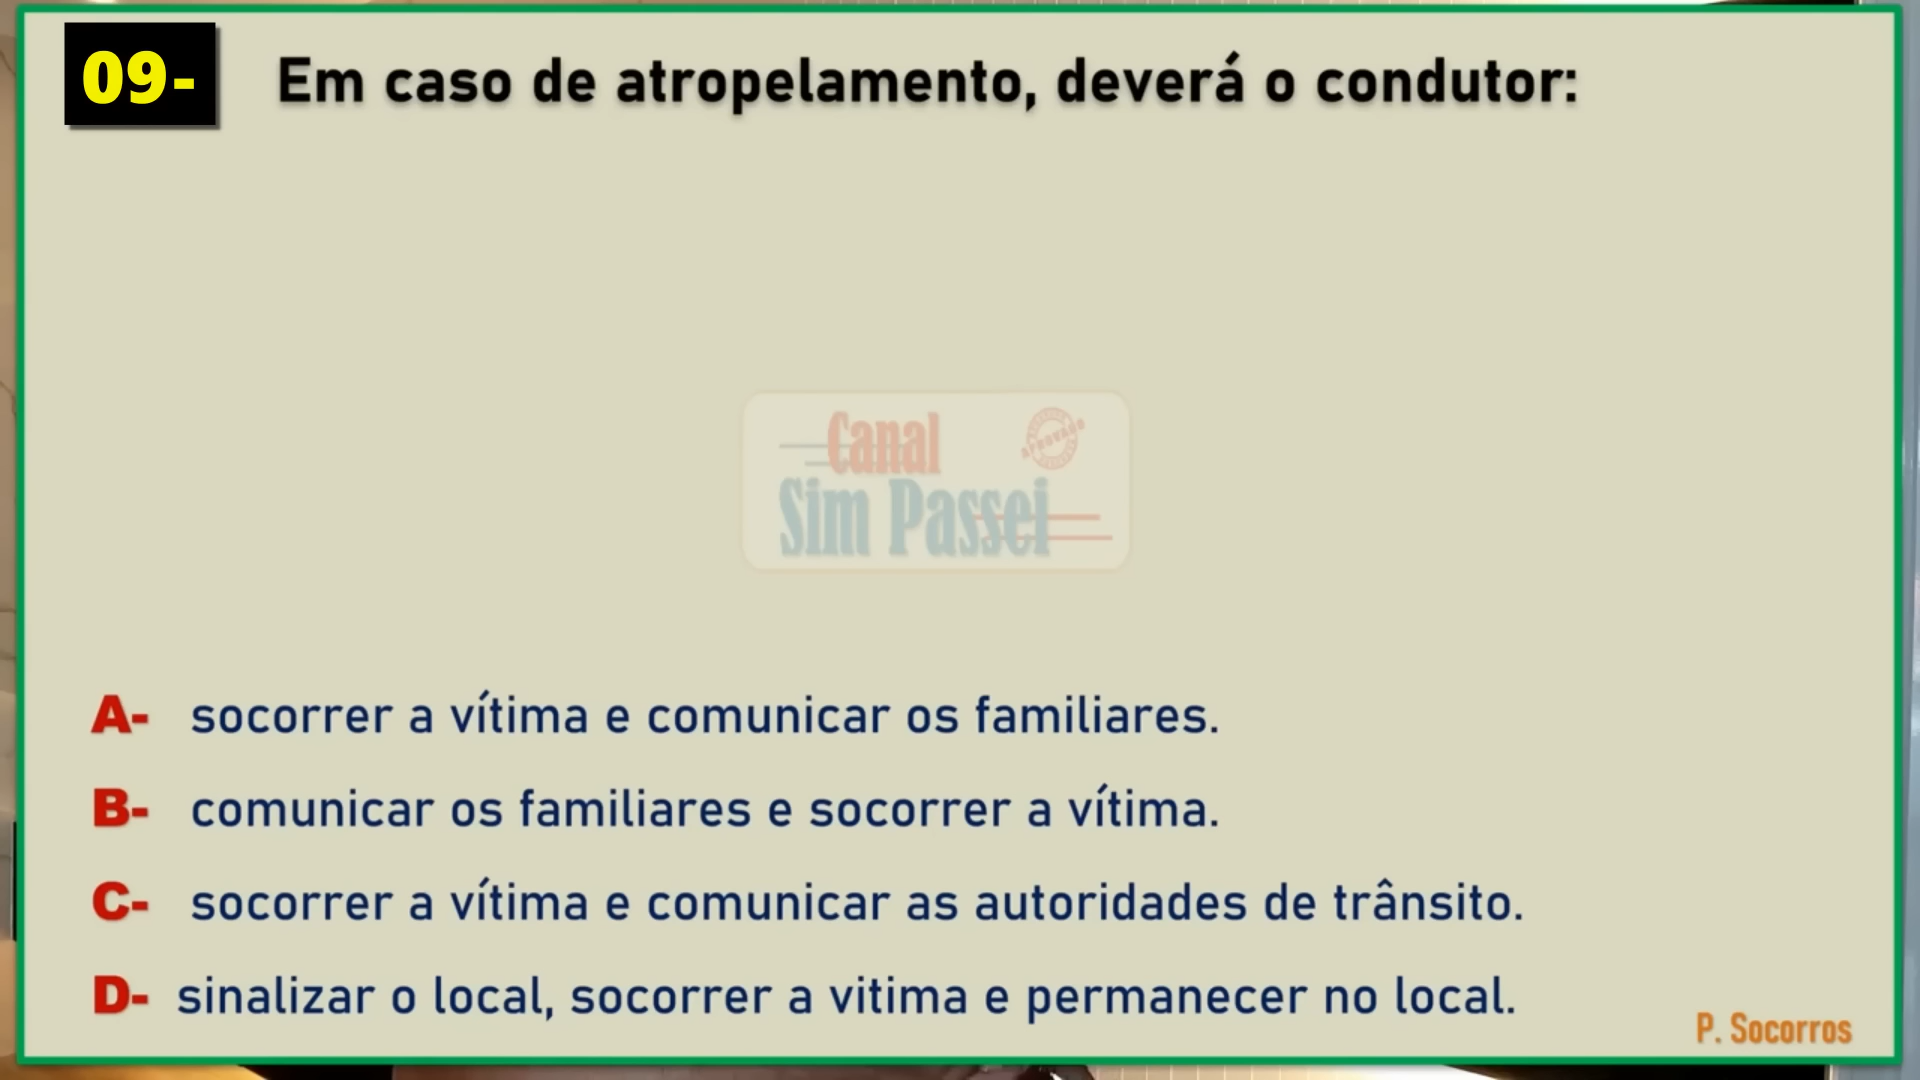 09- Em caso de atropelamento, deverá o condutor:
Canal
APROVADO
Sim Passei
A- socorrer a vítima e comunicar os familiares.
B- comunicar os familiares e socorrer a vítima.
C- socorrer a vítima e comunicar as autoridades de trânsito.
D- sinalizar o local, socorrer a vitima e permanecer no local.
P. Socorros